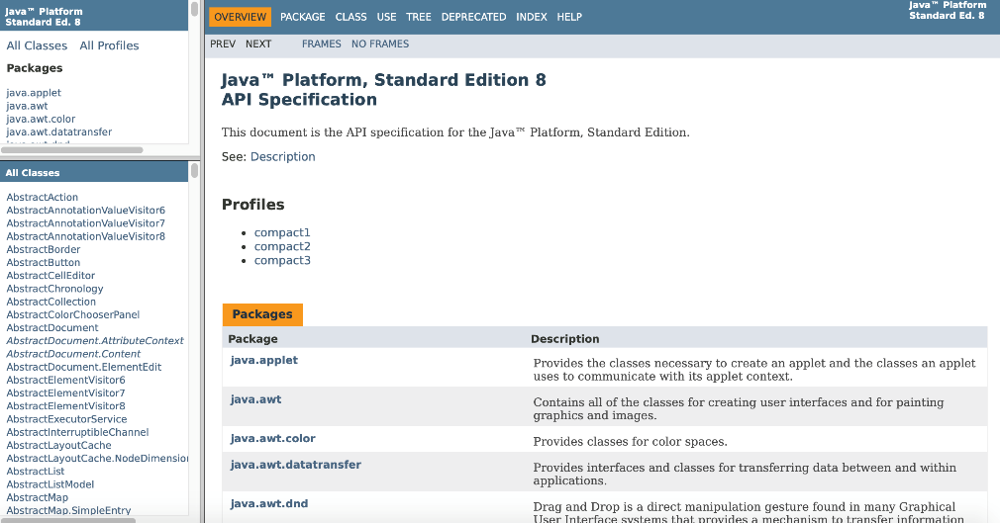 Java™ Platform
Standard Ed. 8
All Classes All Profiles
Packages
java.applet
java.awt
java.awt.color
java.awt.datatransfer
java.awt.dnd
All Classes
AbstractAction
AbstractAnnotationValueVisitor6
AbstractAnnotationValueVisitor7
AbstractAnnotationValueVisitor8
AbstractBorder
AbstractButton
AbstractCellEditor
AbstractChronology
AbstractCollection
AbstractColorChooserPanel
AbstractDocument
AbstractDocument.AttributeContext
AbstractDocument.Content
AbstractDocument.ElementEdit
AbstractElementVisitor6
AbstractElementVisitor7
AbstractElementVisitor8
AbstractExecutorService
AbstractInterruptibleChannel
AbstractLayoutCache
AbstractLayoutCache.NodeDimension
AbstractList
AbstractListModel
AbstractMap
AbstractMap.SimpleEntry
OVERVIEW PACKAGE CLASS USE TREE DEPRECATED INDEX HELP
Java™ Platform
Standard Ed. 8
PREV NEXT FRAMES NO FRAMES
Java™ Platform, Standard Edition 8
API Specification
This document is the API specification for the Java™ Platform, Standard Edition.
See: Description
Profiles
compact1
compact2
compact3
Packages
Package Description
java.applet Provides the classes necessary to create an applet and the classes an applet
uses to communicate with its applet context.
java.awt Contains all of the classes for creating user interfaces and for painting
graphics and images.
java.awt.color Provides classes for color spaces.
java.awt.datatransfer Provides interfaces and classes for transferring data between and within
applications.
java.awt.dnd Drag and Drop is a direct manipulation gesture found in many Graphical
User Interface systems that provides a mechanism to transfer information